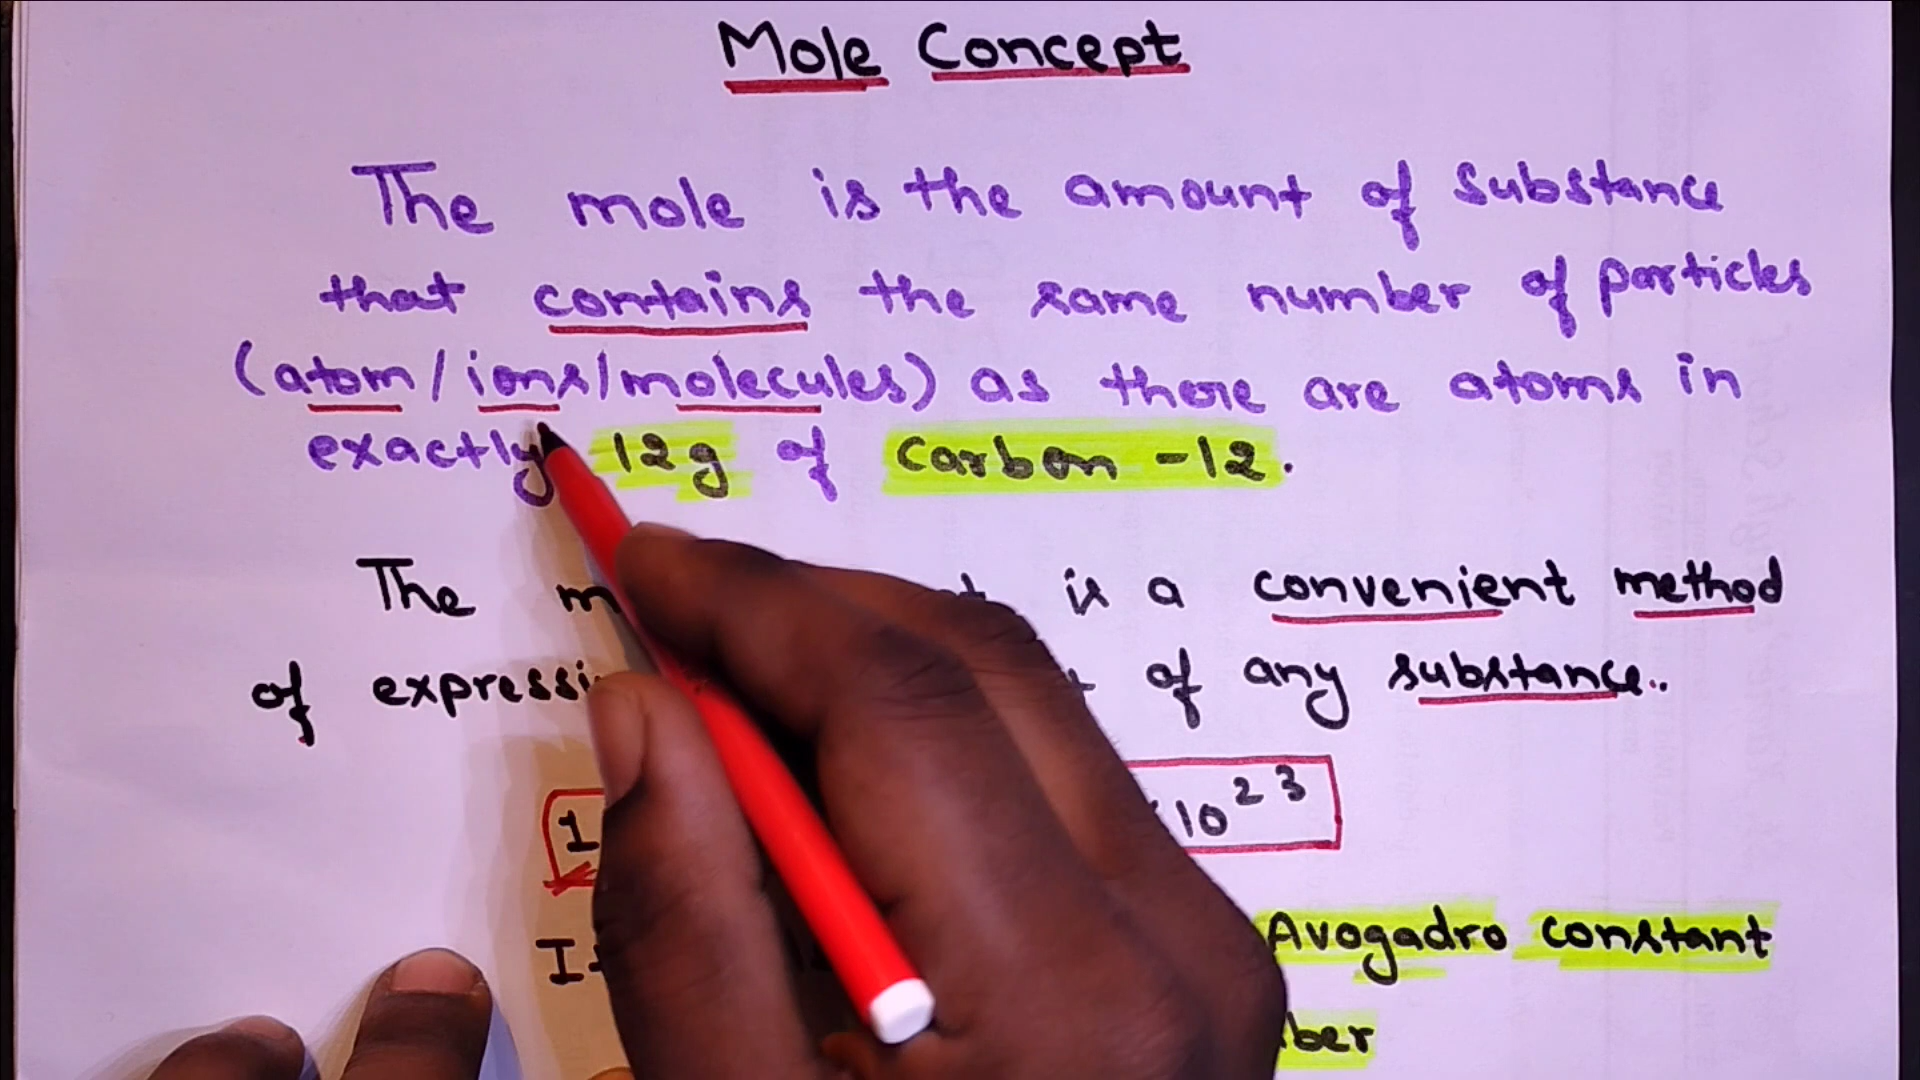 Mole Concept
The mole is the amount of substance
that contains the same number of particles
(atom/ions/molecules) as there are atoms in
exactly 12g of Carbon -12.
The is a convenient method
of of any substance..
1 10²³
Avogadro constant